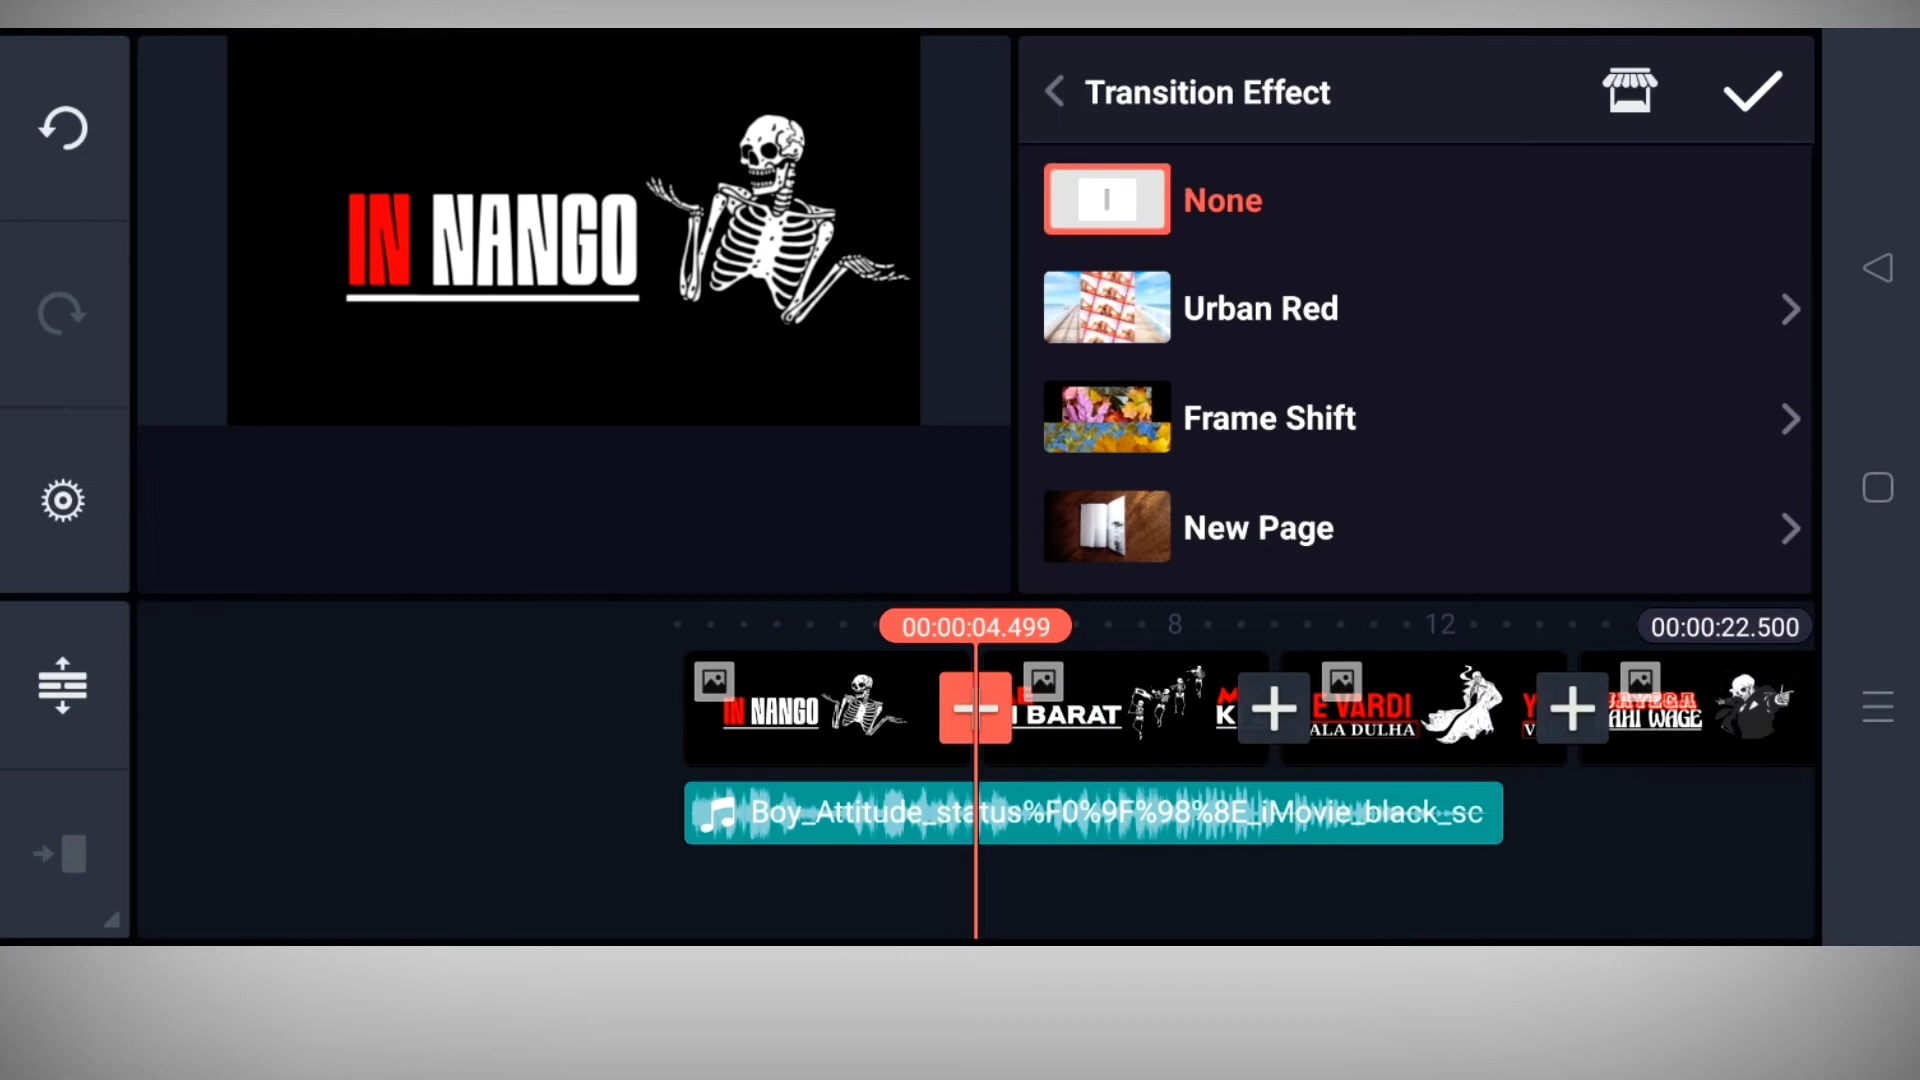 Transition Effect
IN NANGO
None
Urban Red
Frame Shift
New Page
00:00:04.499
8
12
00:00:22.500
IN NANGO
I BARAT
K
E VARDI
ALA DULHA
AHI WAGE
Boy_Attitude_status%F0%9F%98%8E_iMovie_black_sc